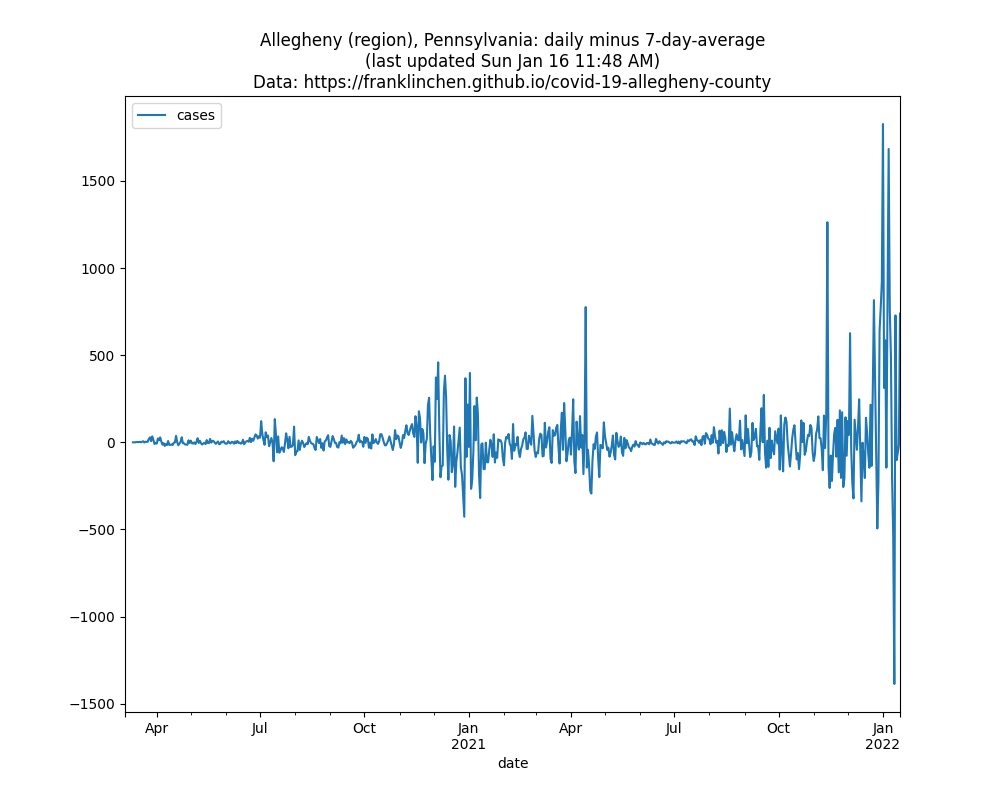 Allegheny (region), Pennsylvania: daily minus 7-day-average
(last updated Sun Jan 16 11:48 AM)
Data: https://franklinchen.github.io/covid-19-allegheny-county
cases
1500
1000
500
0
−500
−1000
−1500
Apr
Jul
Oct
Jan
2021
Apr
Jul
Oct
Jan
2022
date